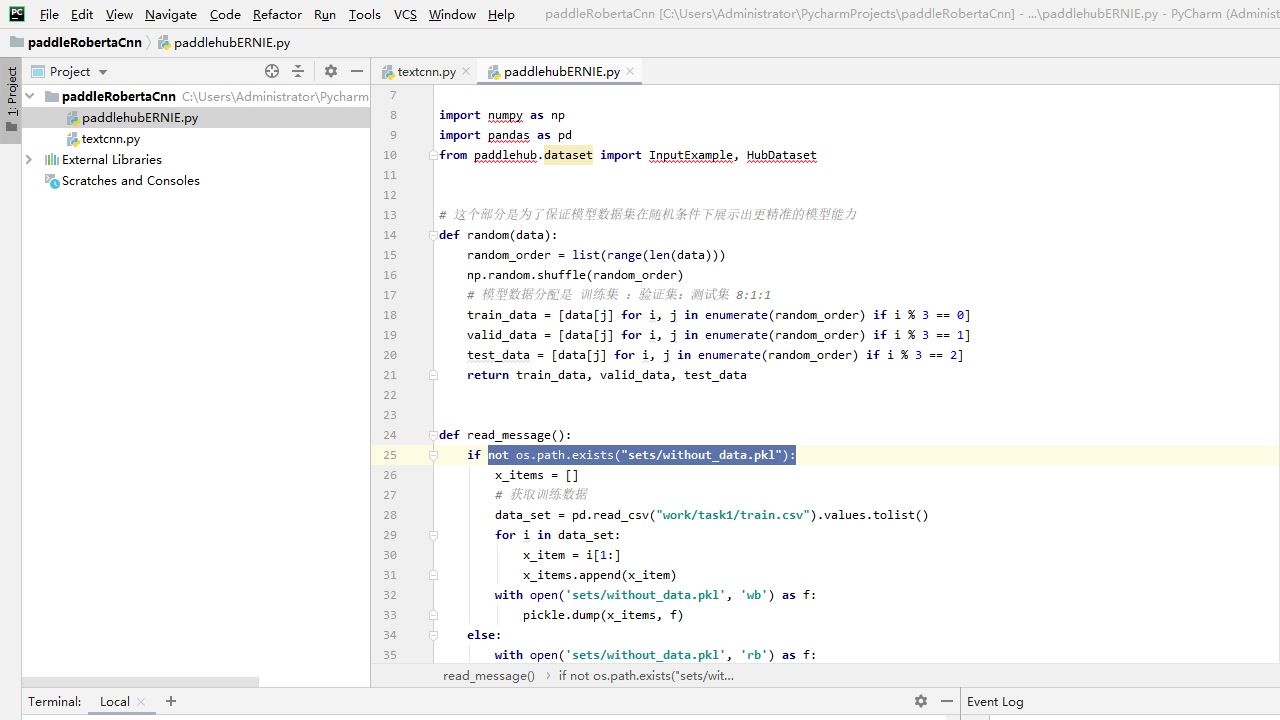 File Edit View Navigate Code Refactor Run Tools VCS Window Help paddleRobertaCnn [C:\Users\Administrator\PycharmProjects\paddleRobertaCnn] - ...\paddlehubERNIE.py - PyCharm (Administ
paddleRobertaCnn paddlehubERNIE.py
1: Project
Project
textcnn.py paddlehubERNIE.py
paddleRobertaCnn C:\Users\Administrator\Pycharm
paddlehubERNIE.py
textcnn.py
External Libraries
Scratches and Consoles
7
8 import numpy as np
9 import pandas as pd
10 from paddlehub.dataset import InputExample, HubDataset
11
12
13 # 这个部分是为了保证模型数据集在随机条件下展示出更精准的模型能力
14 def random(data):
15 random_order = list(range(len(data)))
16 np.random.shuffle(random_order)
17 # 模型数据分配是 训练集 : 验证集: 测试集 8:1:1
18 train_data = [data[j] for i, j in enumerate(random_order) if i % 3 == 0]
19 valid_data = [data[j] for i, j in enumerate(random_order) if i % 3 == 1]
20 test_data = [data[j] for i, j in enumerate(random_order) if i % 3 == 2]
21 return train_data, valid_data, test_data
22
23
24 def read_message():
25 if not os.path.exists("sets/without_data.pkl"):
26 x_items = []
27 # 获取训练数据
28 data_set = pd.read_csv("work/task1/train.csv").values.tolist()
29 for i in data_set:
30 x_item = i[1:]
31 x_items.append(x_item)
32 with open('sets/without_data.pkl', 'wb') as f:
33 pickle.dump(x_items, f)
34 else:
35 with open('sets/without_data.pkl', 'rb') as f:
read_message() if not os.path.exists("sets/wit...
Terminal: Local Event Log